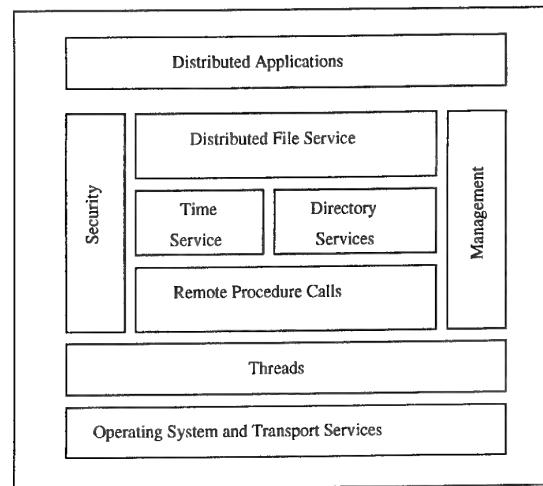 Distributed Applications
Security
Distributed File Service
Time
Service
Directory
Services
Remote Procedure Calls
Management
Threads
Operating System and Transport Services